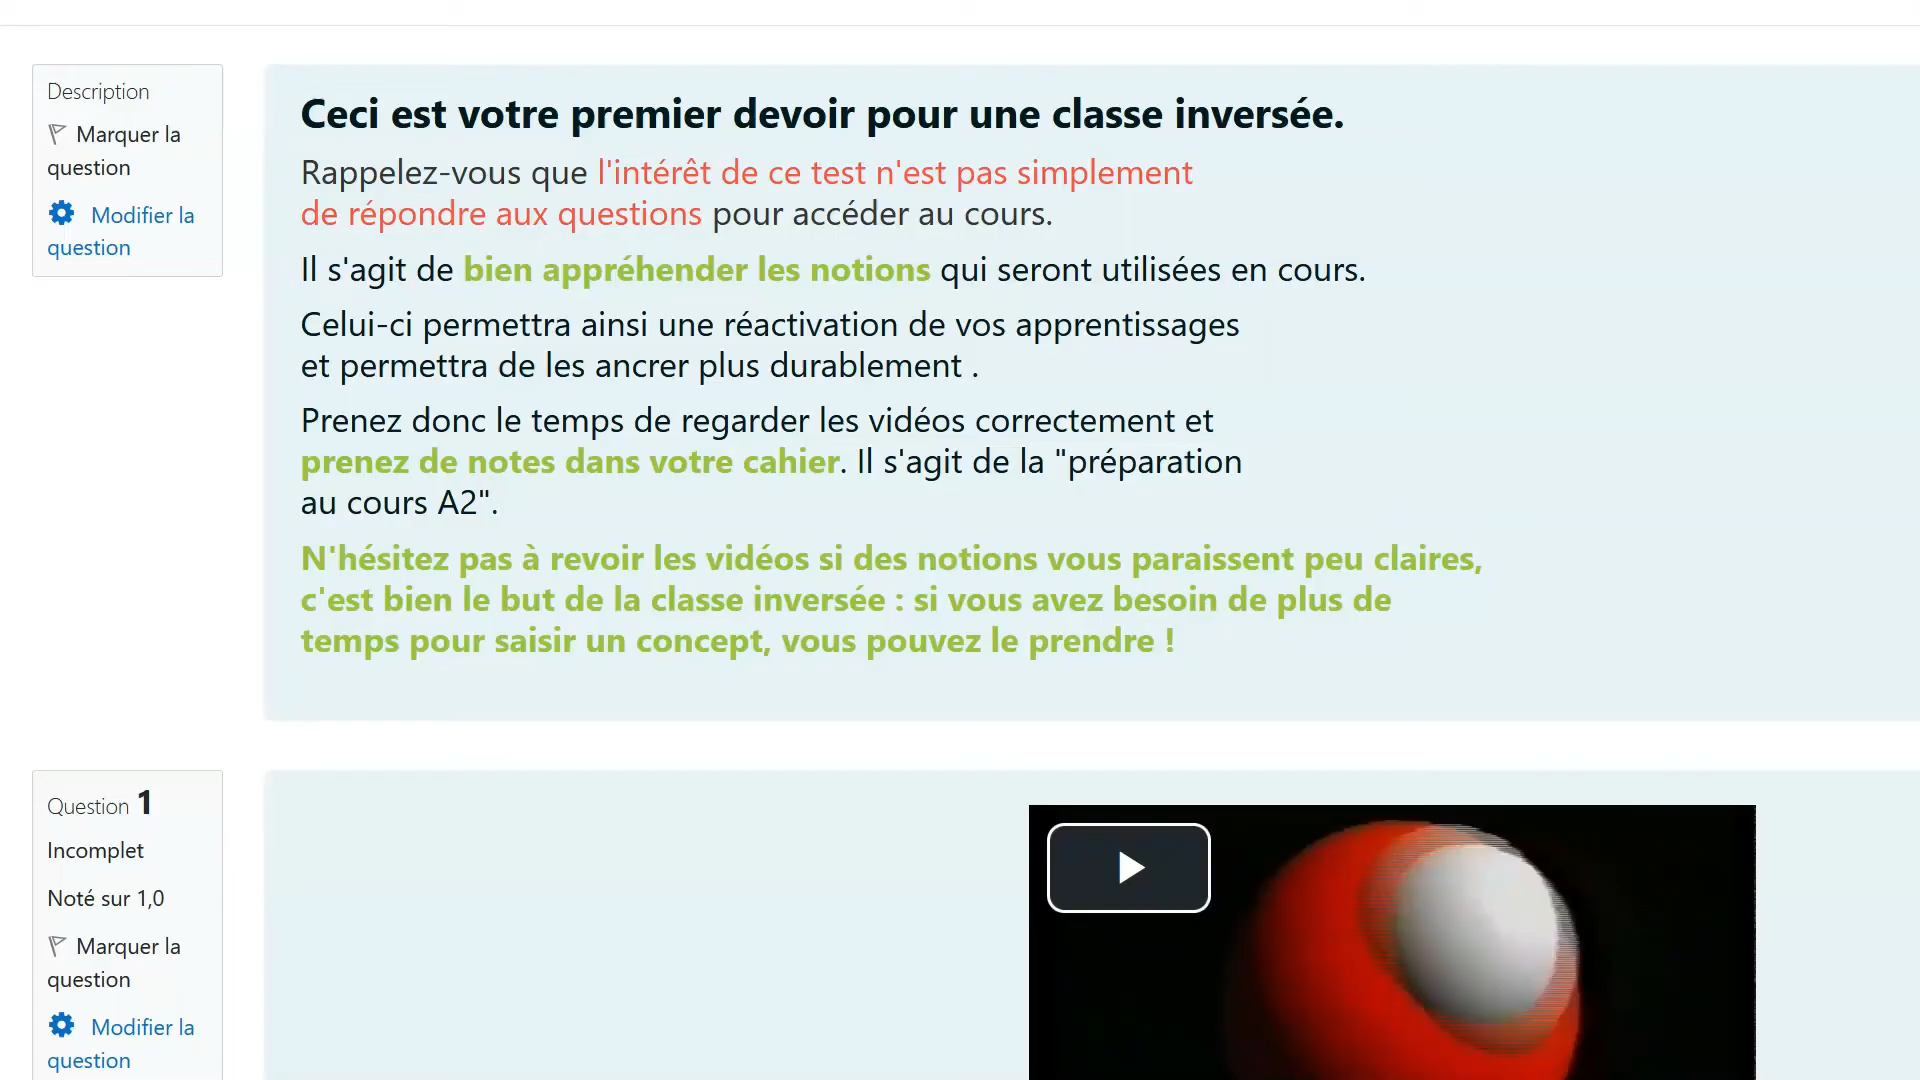 Description
Marquer la
question
Modifier la
question
Ceci est votre premier devoir pour une classe inversée.
Rappelez-vous que l'intérêt de ce test n'est pas simplement
de répondre aux questions pour accéder au cours.
Il s'agit de bien appréhender les notions qui seront utilisées en cours.
Celui-ci permettra ainsi une réactivation de vos apprentissages
et permettra de les ancrer plus durablement .
Prenez donc le temps de regarder les vidéos correctement et
prenez de notes dans votre cahier. Il s'agit de la "préparation
au cours A2".
N'hésitez pas à revoir les vidéos si des notions vous paraissent peu claires,
c'est bien le but de la classe inversée : si vous avez besoin de plus de
temps pour saisir un concept, vous pouvez le prendre !
Question 1
Incomplet
Noté sur 1,0
Marquer la
question
Modifier la
question